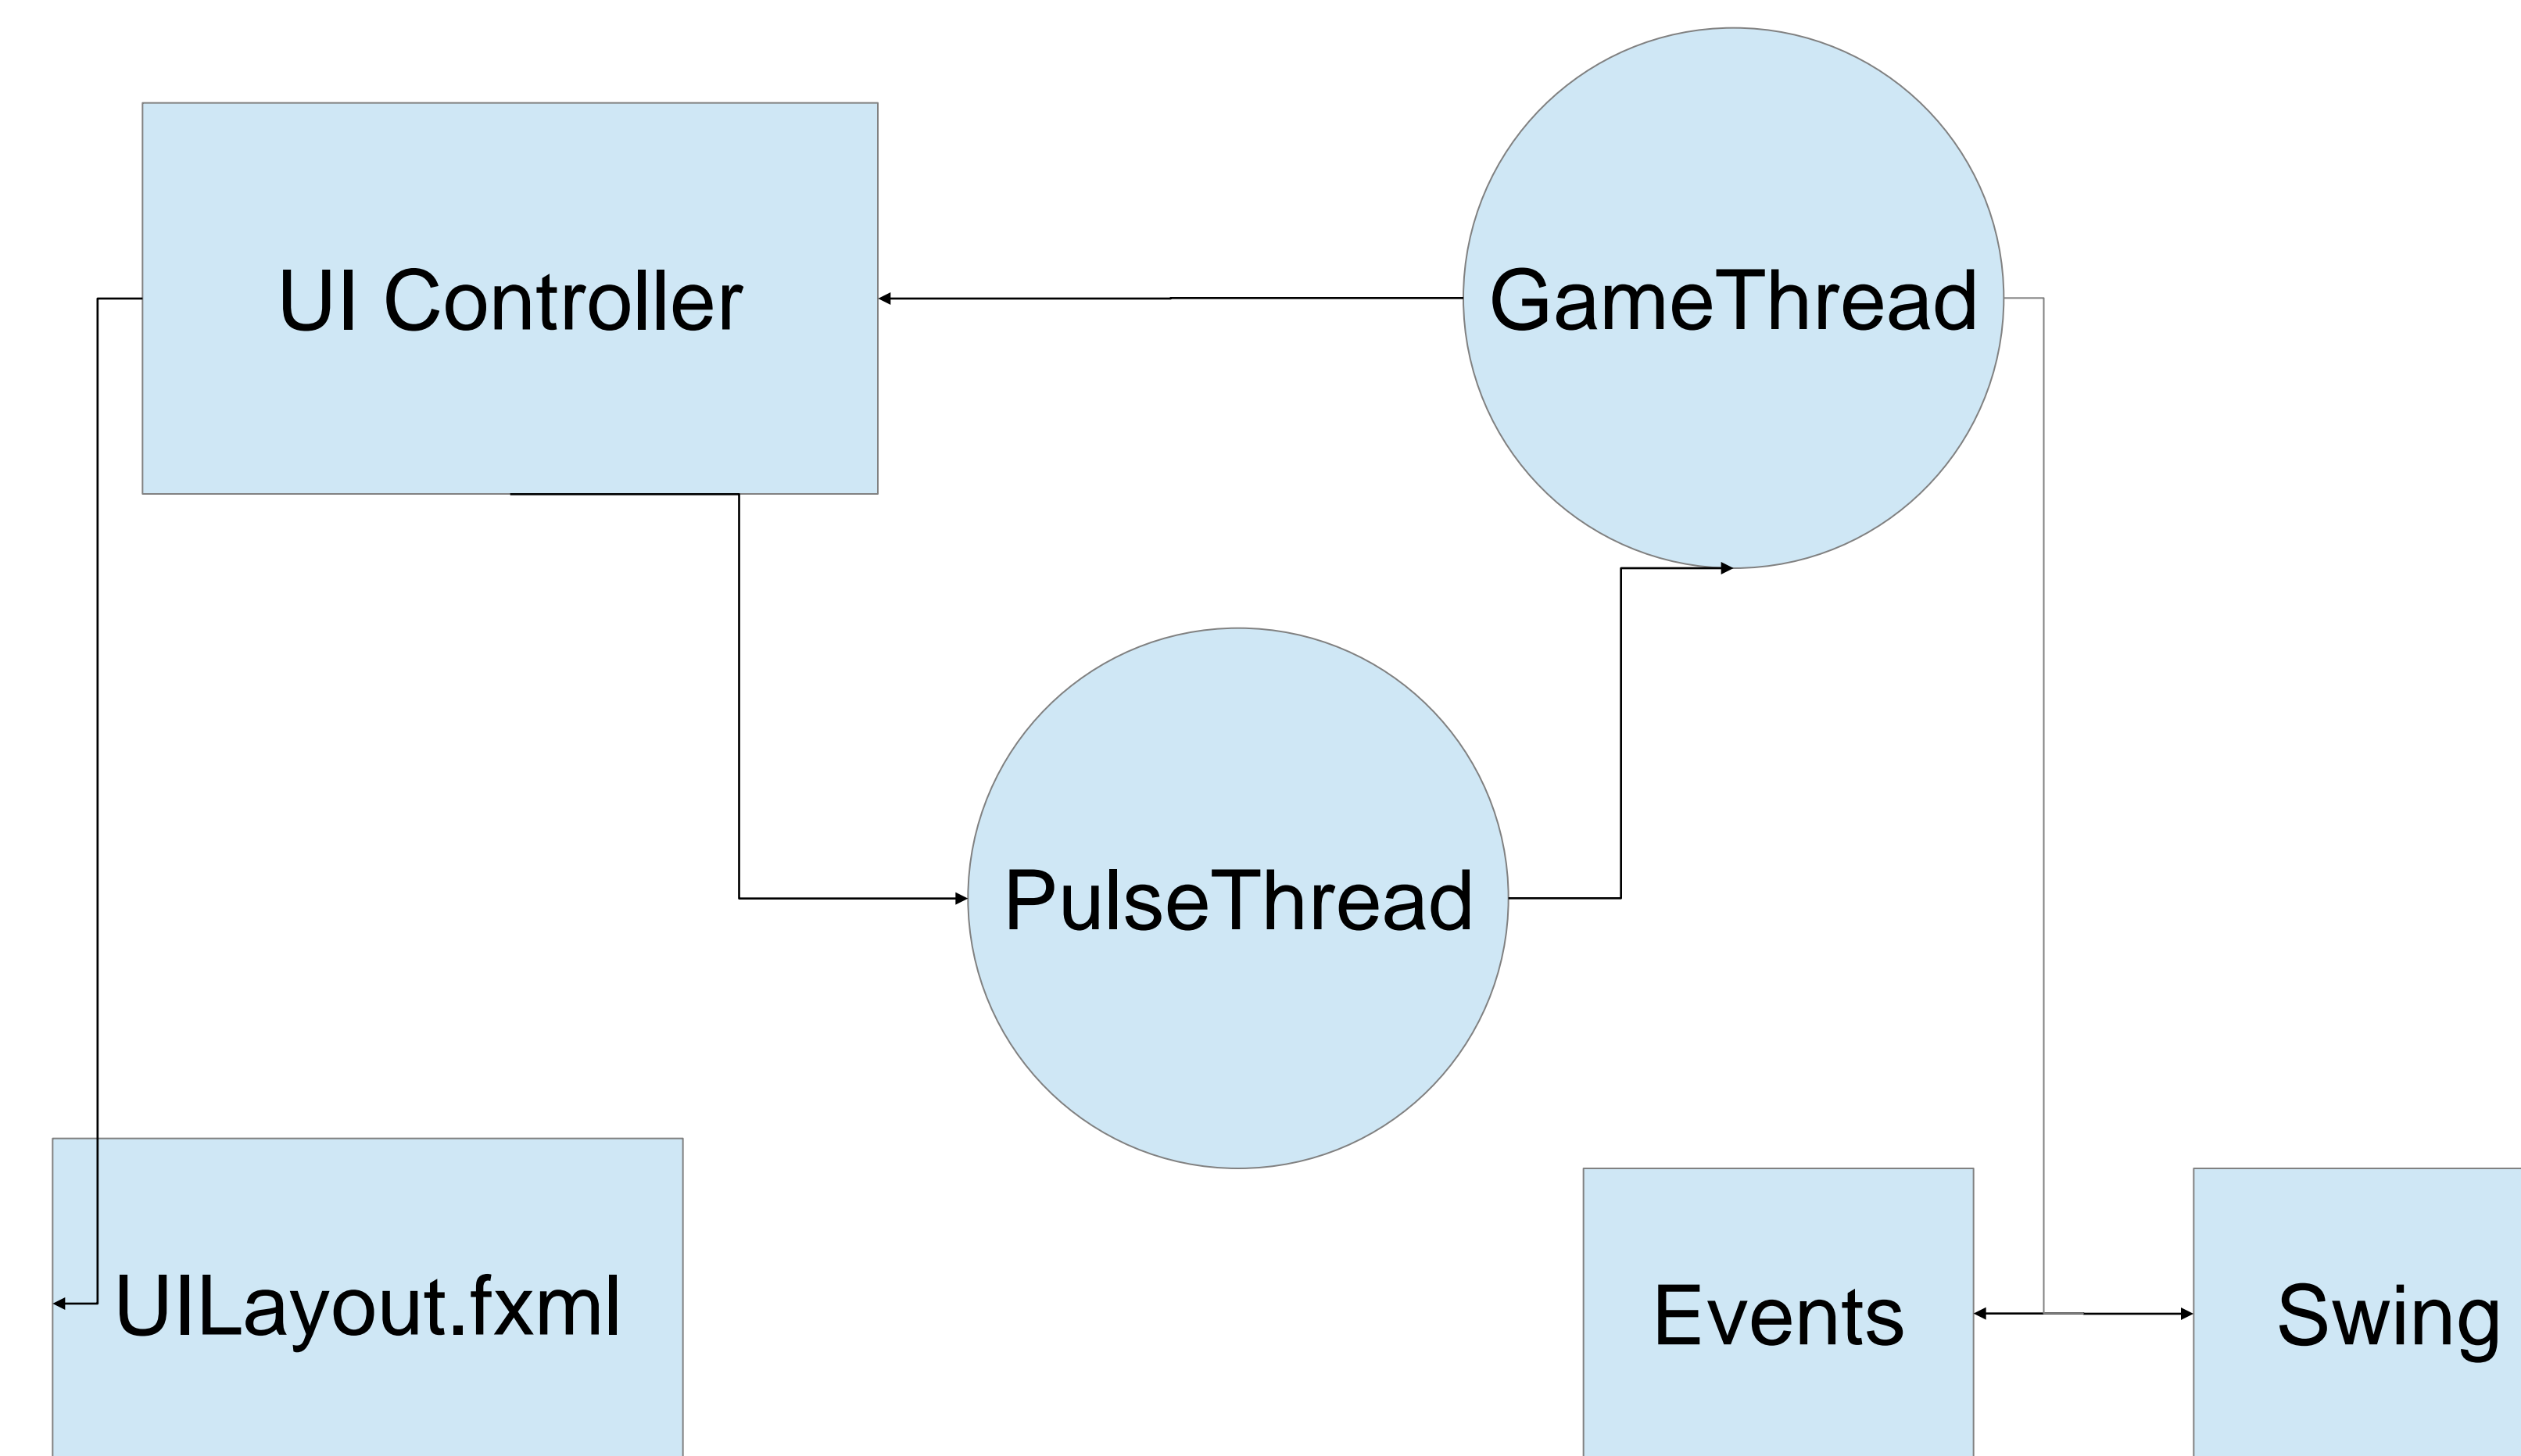 UI Controller
GameThread
PulseThread
UILayout.fxml
Events
Swing